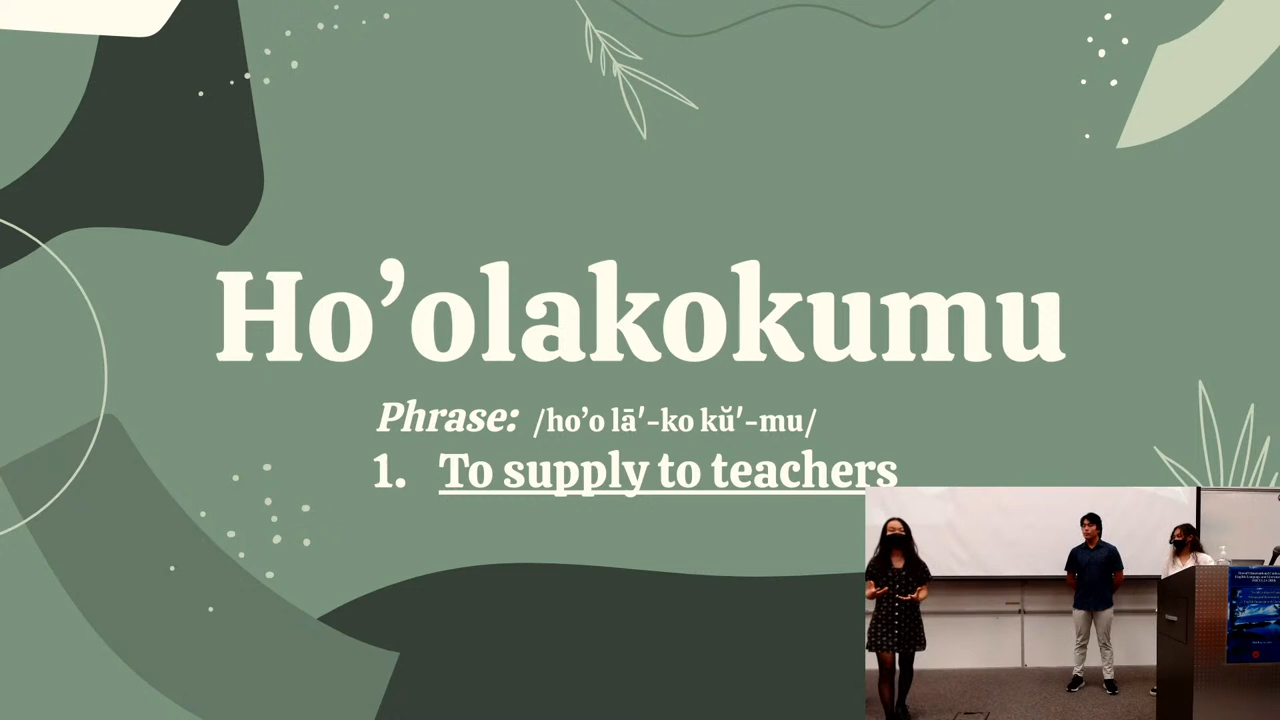 Ho’olakokumu
Phrase: /ho’o lā′-ko kŭ′-mu/
1. To supply to teachers